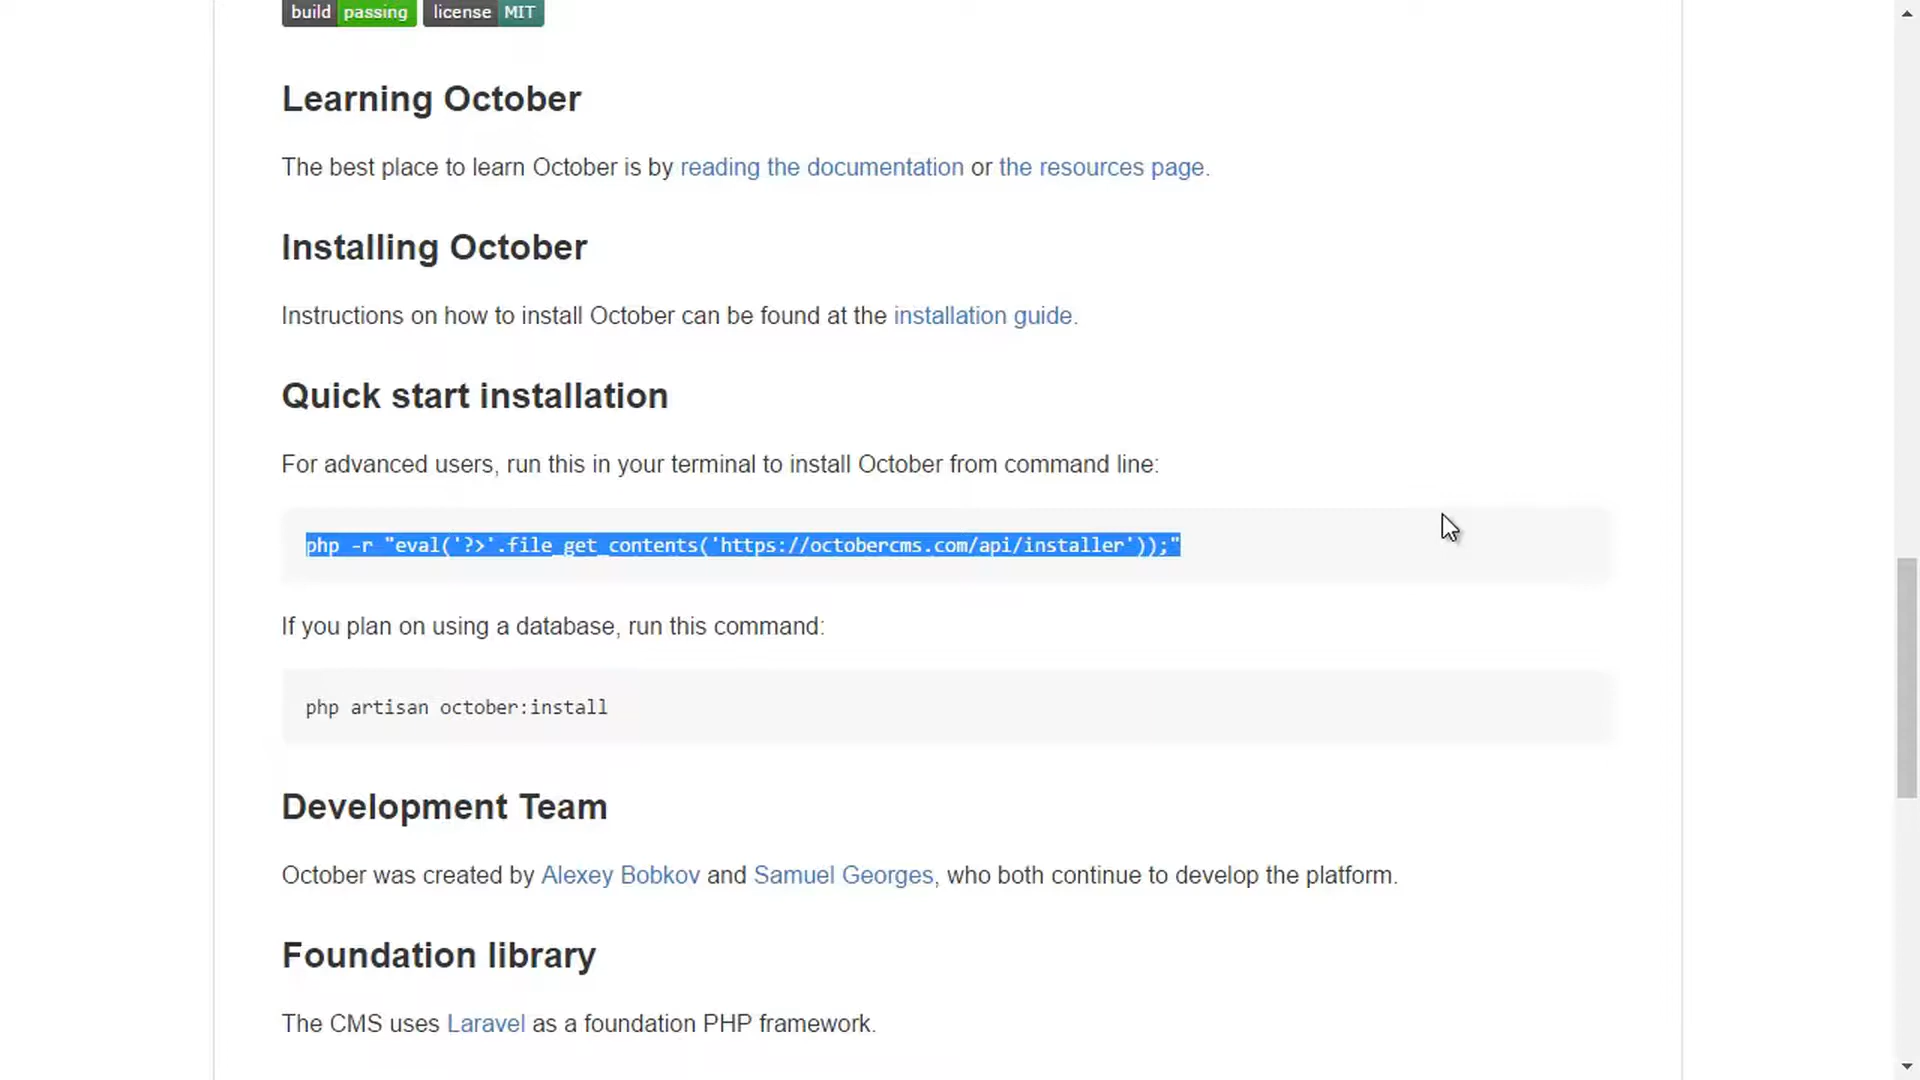 build passing license MIT
Learning October
The best place to learn October is by reading the documentation or the resources page.
Installing October
Instructions on how to install October can be found at the installation guide.
Quick start installation
For advanced users, run this in your terminal to install October from command line:
php -r "eval('?>'.file_get_contents('https://octobercms.com/api/installer'));"
If you plan on using a database, run this command:
php artisan october:install
Development Team
October was created by Alexey Bobkov and Samuel Georges, who both continue to develop the platform.
Foundation library
The CMS uses Laravel as a foundation PHP framework.